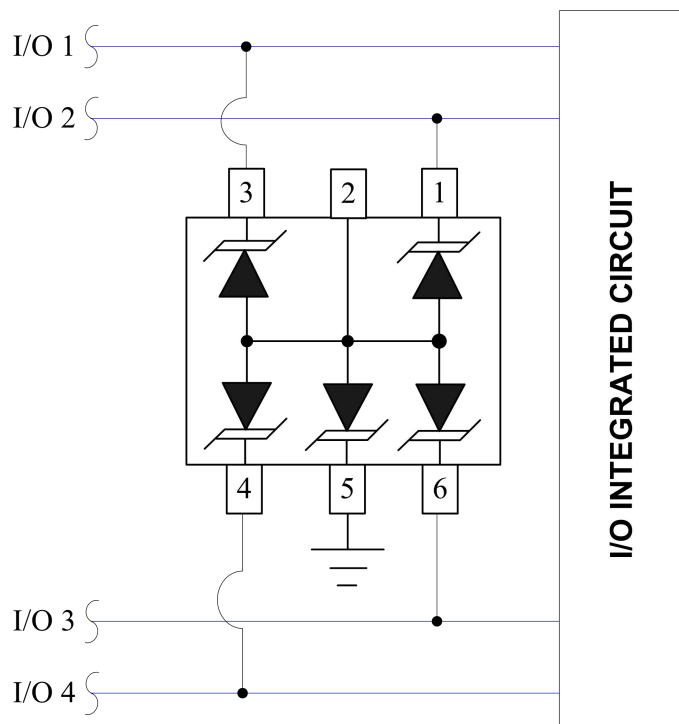 I/O 1
I/O 2
3 2 1
I/O INTEGRATED CIRCUIT
4 5 6
I/O 3
I/O 4